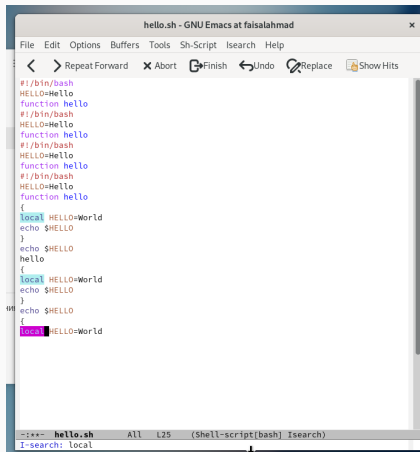 hello.sh - GNU Emacs at faisalahmad ×
File Edit Options Buffers Tools Sh-Script Isearch Help
Repeat Forward Abort Finish Undo Replace Show Hits
#!/bin/bash
HELLO=Hello
function hello
#!/bin/bash
HELLO=Hello
function hello
#!/bin/bash
HELLO=Hello
function hello
#!/bin/bash
HELLO=Hello
function hello
{
local HELLO=World
echo $HELLO
}
echo $HELLO
hello
{
local HELLO=World
echo $HELLO
}
echo $HELLO
{
local HELLO=World
-:**- hello.sh All L25 (Shell-script[bash] Isearch)
I-search: local